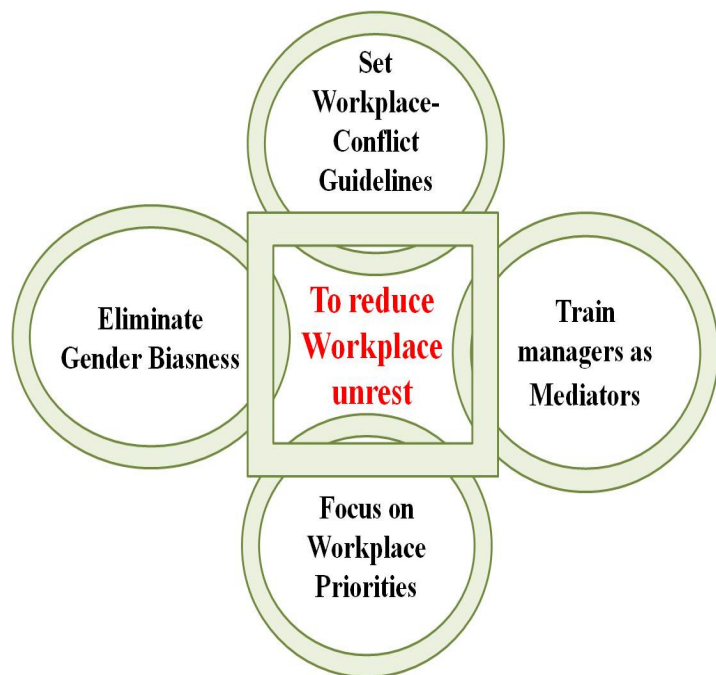 Set
Workplace-
Conflict
Guidelines
Eliminate
Gender Biasness
To reduce
Workplace
unrest
Train
managers as
Mediators
Focus on
Workplace
Priorities